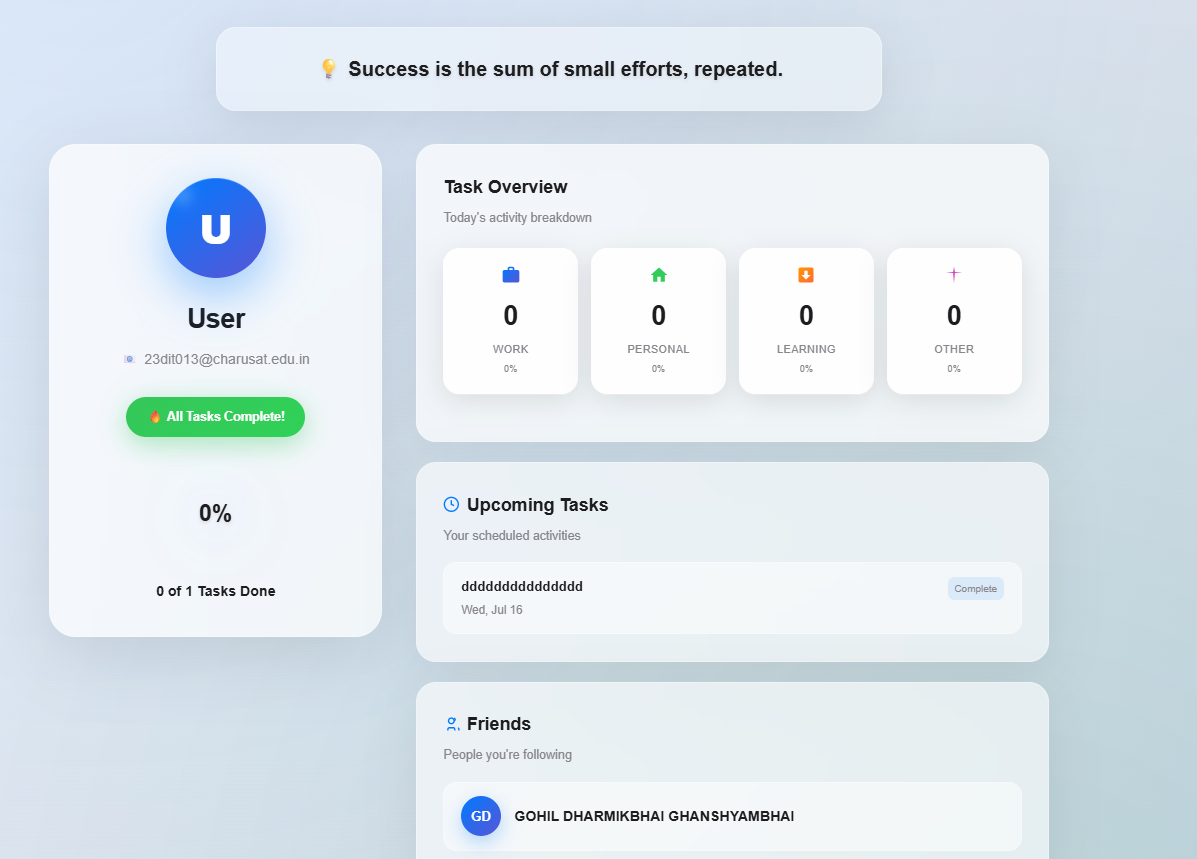 Success is the sum of small efforts, repeated.
U
User
23dit013@charusat.edu.in
All Tasks Complete!
0%
0 of 1 Tasks Done
Task Overview
Today's activity breakdown
0
WORK
0%
0
PERSONAL
0%
0
LEARNING
0%
0
OTHER
0%
Upcoming Tasks
Your scheduled activities
ddddddddddddddd
Wed, Jul 16
Complete
Friends
People you're following
GD
GOHIL DHARMIKBHAI GHANSHYAMBHAI